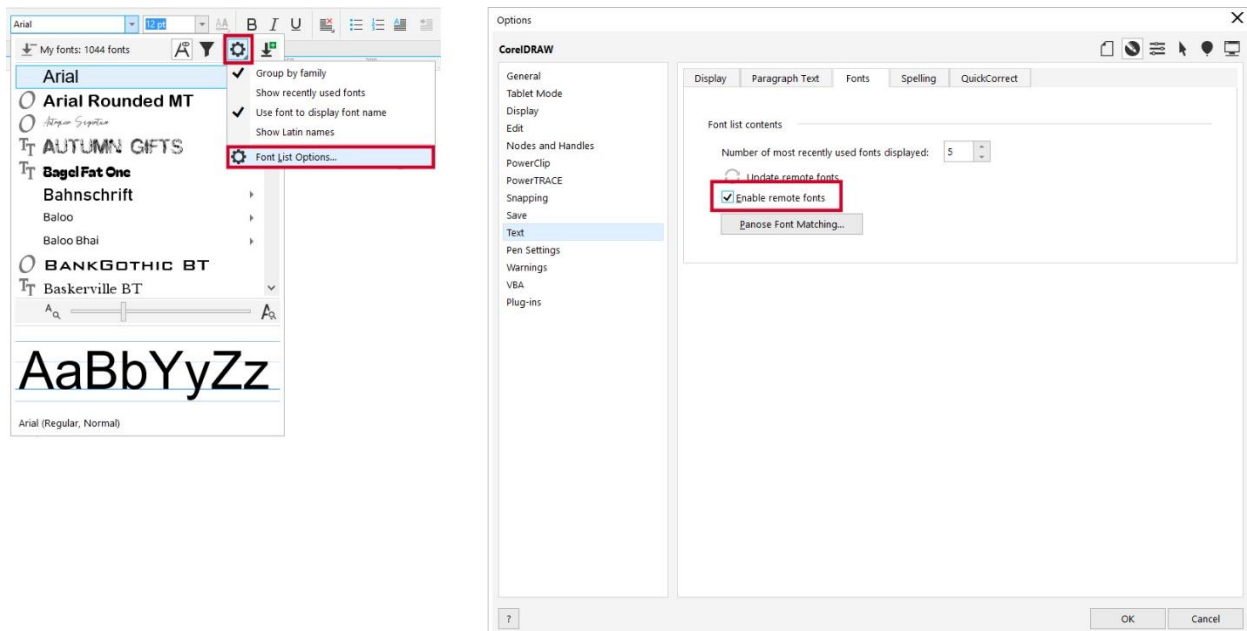 Arial
12 pt
B I U
My fonts: 1044 fonts
Arial
Arial Rounded MT
AUTUMN GIFTS
Bagel Fat One
Bahnschrift
Baloo
Baloo Bhai
BANKGOTHIC BT
Baskerville BT
AaBbYyZz
Arial (Regular, Normal)
Group by family
Show recently used fonts
Use font to display font name
Show Latin names
Font List Options...
Options
CorelDRAW
General
Tablet Mode
Display
Edit
Nodes and Handles
PowerClip
PowerTRACE
Snapping
Save
Text
Pen Settings
Warnings
VBA
Plug-ins
Display Paragraph Text Fonts Spelling QuickCorrect
Font list contents
Number of most recently used fonts displayed: 5
Update remote fonts
Enable remote fonts
Panose Font Matching...
?
OK Cancel